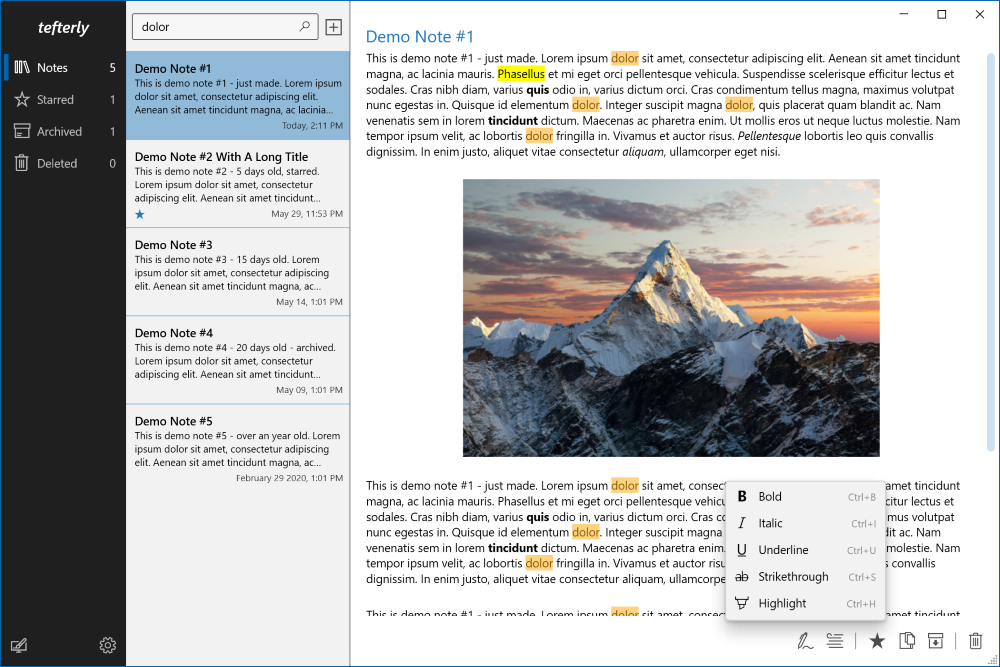 tefterly
Notes 5
Starred 1
Archived 1
Deleted 0
dolor
Demo Note #1
This is demo note #1 - just made. Lorem ipsum
dolor sit amet, consectetur adipiscing elit.
Aenean sit amet tincidunt magna, ac lacinia...
Today, 2:11 PM
Demo Note #2 With A Long Title
This is demo note #2 - 5 days old, starred.
Lorem ipsum dolor sit amet, consectetur
adipiscing elit. Aenean sit amet tincidunt...
May 29, 11:53 PM
Demo Note #3
This is demo note #3 - 15 days old. Lorem
ipsum dolor sit amet, consectetur adipiscing
elit. Aenean sit amet tincidunt magna, ac...
May 14, 1:01 PM
Demo Note #4
This is demo note #4 - 20 days old - archived.
Lorem ipsum dolor sit amet, consectetur
adipiscing elit. Aenean sit amet tincidunt...
May 09, 1:01 PM
Demo Note #5
This is demo note #5 - over an year old. Lorem
ipsum dolor sit amet, consectetur adipiscing
elit. Aenean sit amet tincidunt magna, ac...
February 29 2020, 1:01 PM
Demo Note #1
This is demo note #1 - just made. Lorem ipsum dolor sit amet, consectetur adipiscing elit. Aenean sit amet tincidunt
magna, ac lacinia mauris. Phasellus et mi eget orci pellentesque vehicula. Suspendisse scelerisque efficitur lectus et
sodales. Cras nibh diam, varius quis odio in, varius dictum orci. Cras condimentum tellus magna, maximus volutpat
nunc egestas in. Quisque id elementum dolor. Integer suscipit magna dolor, quis placerat quam blandit ac. Nam
venenatis sem in lorem tincidunt dictum. Maecenas ac pharetra enim. Ut mollis eros ut neque luctus molestie. Nam
tempor ipsum velit, ac lobortis dolor fringilla in. Vivamus et auctor risus. Pellentesque lobortis leo quis convallis
dignissim. In enim justo, aliquet vitae consectetur aliquam, ullamcorper eget nisi.
This is demo note #1 - just made. Lorem ipsum dolor sit amet, consec amet tincidunt
magna, ac lacinia mauris. Phasellus et mi eget orci pellentesque vehicu citur lectus et
sodales. Cras nibh diam, varius quis odio in, varius dictum orci. Cras co mus volutpat
nunc egestas in. Quisque id elementum dolor. Integer suscipit magna dit ac. Nam
venenatis sem in lorem tincidunt dictum. Maecenas ac pharetra enim. molestie. Nam
tempor ipsum velit, ac lobortis dolor fringilla in. Vivamus et auctor risu convallis
dignissim. In enim justo, aliquet vitae consectetur aliquam, ullamcorpe
This is demo note #1 - just made. Lorem ipsum dolor sit amet, consec amet tincidunt
Bold Ctrl+B
Italic Ctrl+I
Underline Ctrl+U
Strikethrough Ctrl+S
Highlight Ctrl+H